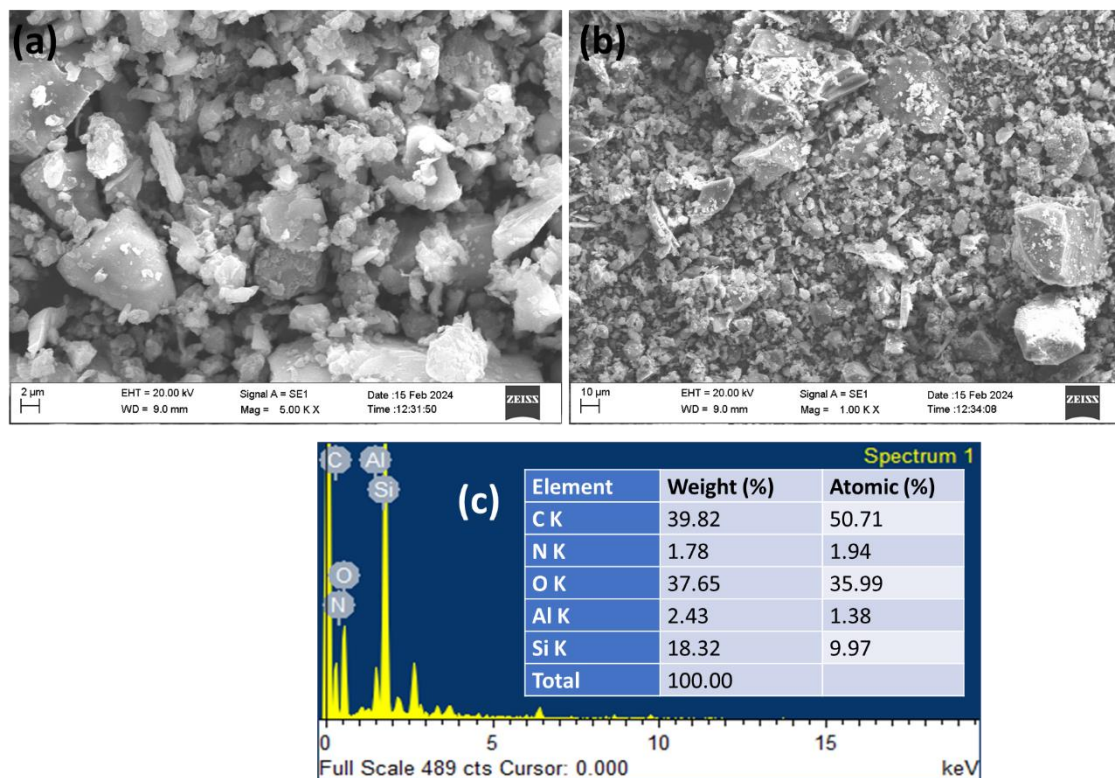 (a)
2 µm
EHT = 20.00 kV
Signal A = SE1
Date :15 Feb 2024
WD = 9.0 mm
Mag = 5.00 K X
Time :12:31:50
ZEISS
(b)
10 µm
EHT = 20.00 kV
Signal A = SE1
Date :15 Feb 2024
WD = 9.0 mm
Mag = 1.00 K X
Time :12:34:08
ZEISS
Spectrum 1
C Al
Si
O
N
(c)
Element Weight (%) Atomic (%)
C K 39.82 50.71
N K 1.78 1.94
O K 37.65 35.99
Al K 2.43 1.38
Si K 18.32 9.97
Total 100.00
0 5 10 15
Full Scale 489 cts Cursor: 0.000 keV